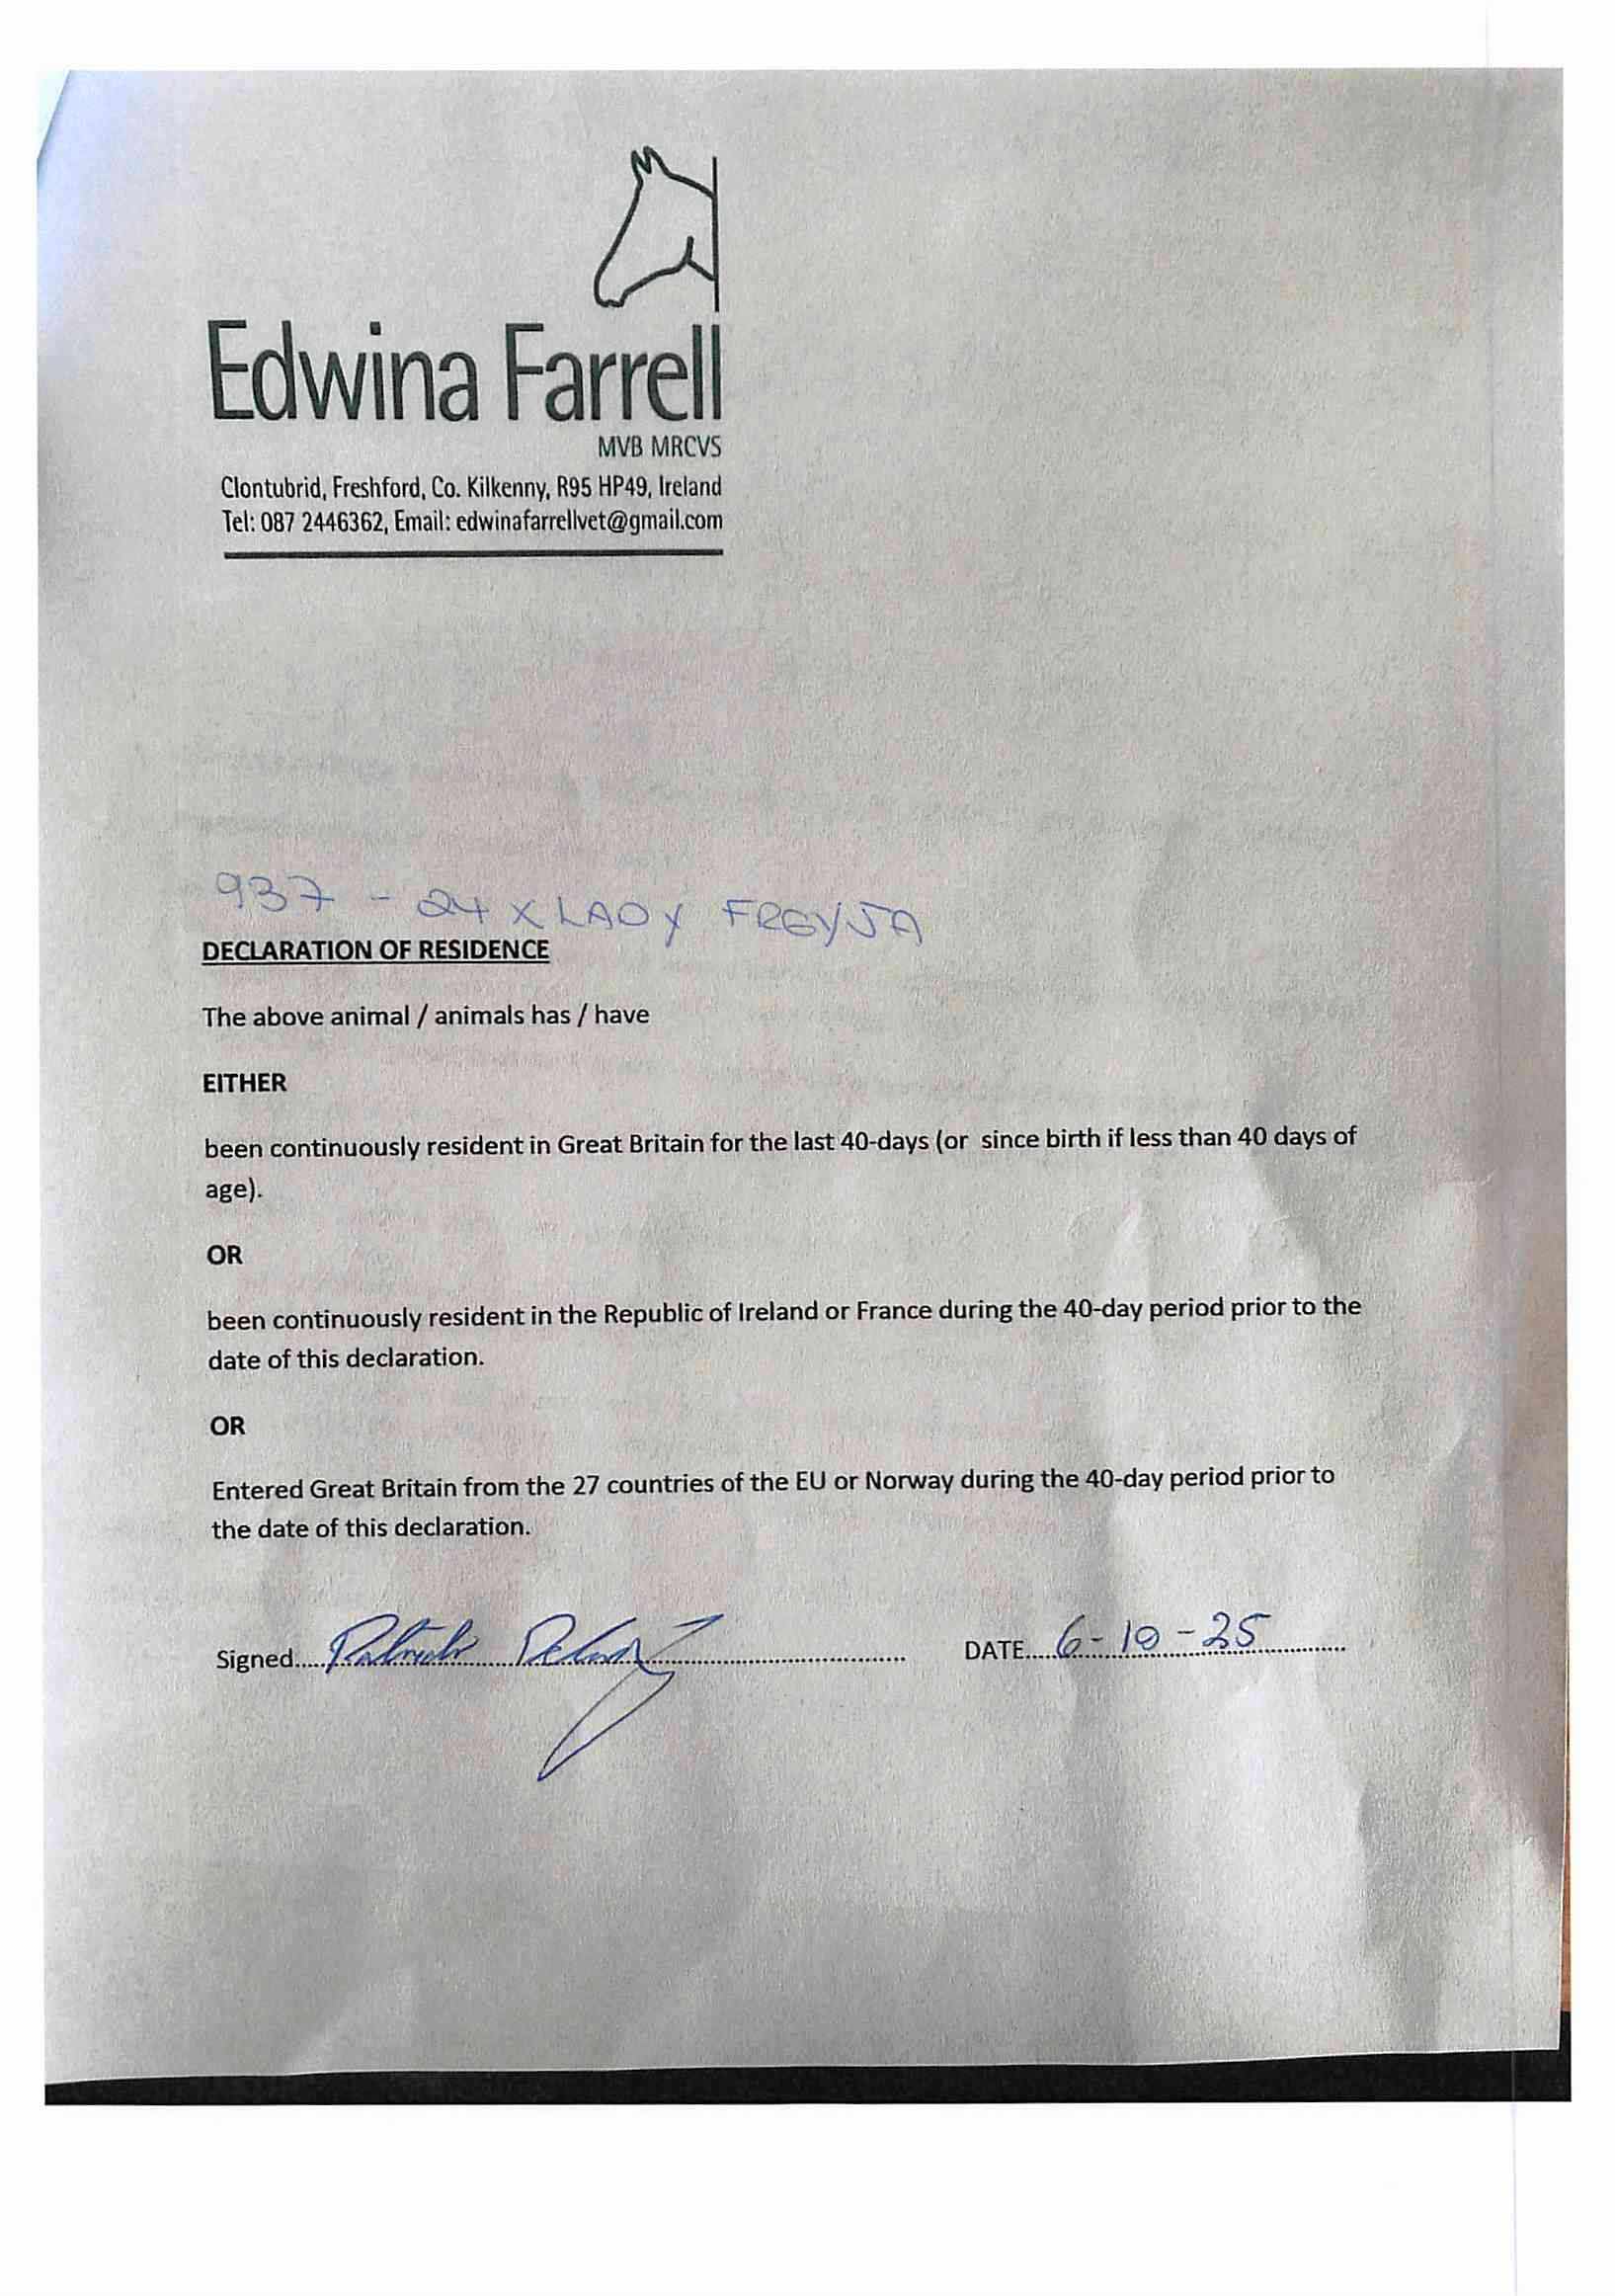 Edwina Farrell
MVB MRCVS
Clontubrid, Freshford, Co. Kilkenny, R95 HP49, Ireland
Tel: 087 2446362, Email: edwinafarrellvet@gmail.com
937 - 24 X LADY FREYJA
DECLARATION OF RESIDENCE
The above animal / animals has / have
EITHER
been continuously resident in Great Britain for the last 40-days (or since birth if less than 40 days of
age).
OR
been continuously resident in the Republic of Ireland or France during the 40-day period prior to the
date of this declaration.
OR
Entered Great Britain from the 27 countries of the EU or Norway during the 40-day period prior to
the date of this declaration.
Signed..... Patrick ..... DATE..... 6-10-25